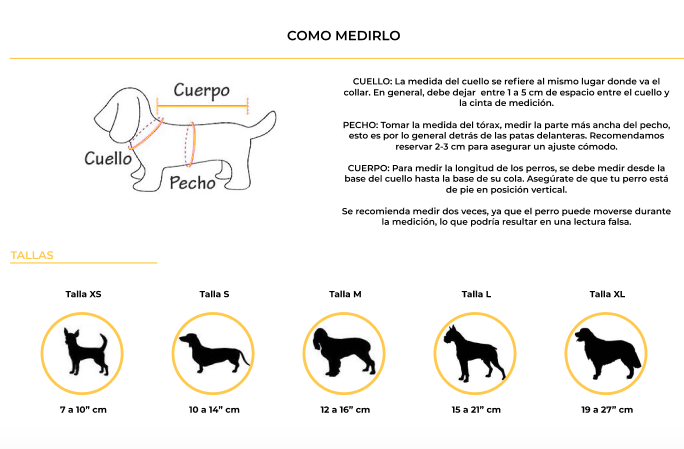 COMO MEDIRLO
Cuerpo
Cuello
Pecho
CUELLO: La medida del cuello se refiere al mismo lugar donde va el
collar. En general, debe dejar entre 1 a 5 cm de espacio entre el cuello y
la cinta de medición.
PECHO: Tomar la medida del tórax, medir la parte más ancha del pecho,
esto es por lo general detrás de las patas delanteras. Recomendamos
reservar 2-3 cm para asegurar un ajuste cómodo.
CUERPO: Para medir la longitud de los perros, se debe medir desde la
base del cuello hasta la base de su cola. Asegúrate de que tu perro está
de pie en posición vertical.
Se recomienda medir dos veces, ya que el perro puede moverse durante
la medición, lo que podría resultar en una lectura falsa.
TALLAS
Talla XS
Talla S
Talla M
Talla L
Talla XL
7 a 10” cm
10 a 14” cm
12 a 16” cm
15 a 21” cm
19 a 27” cm